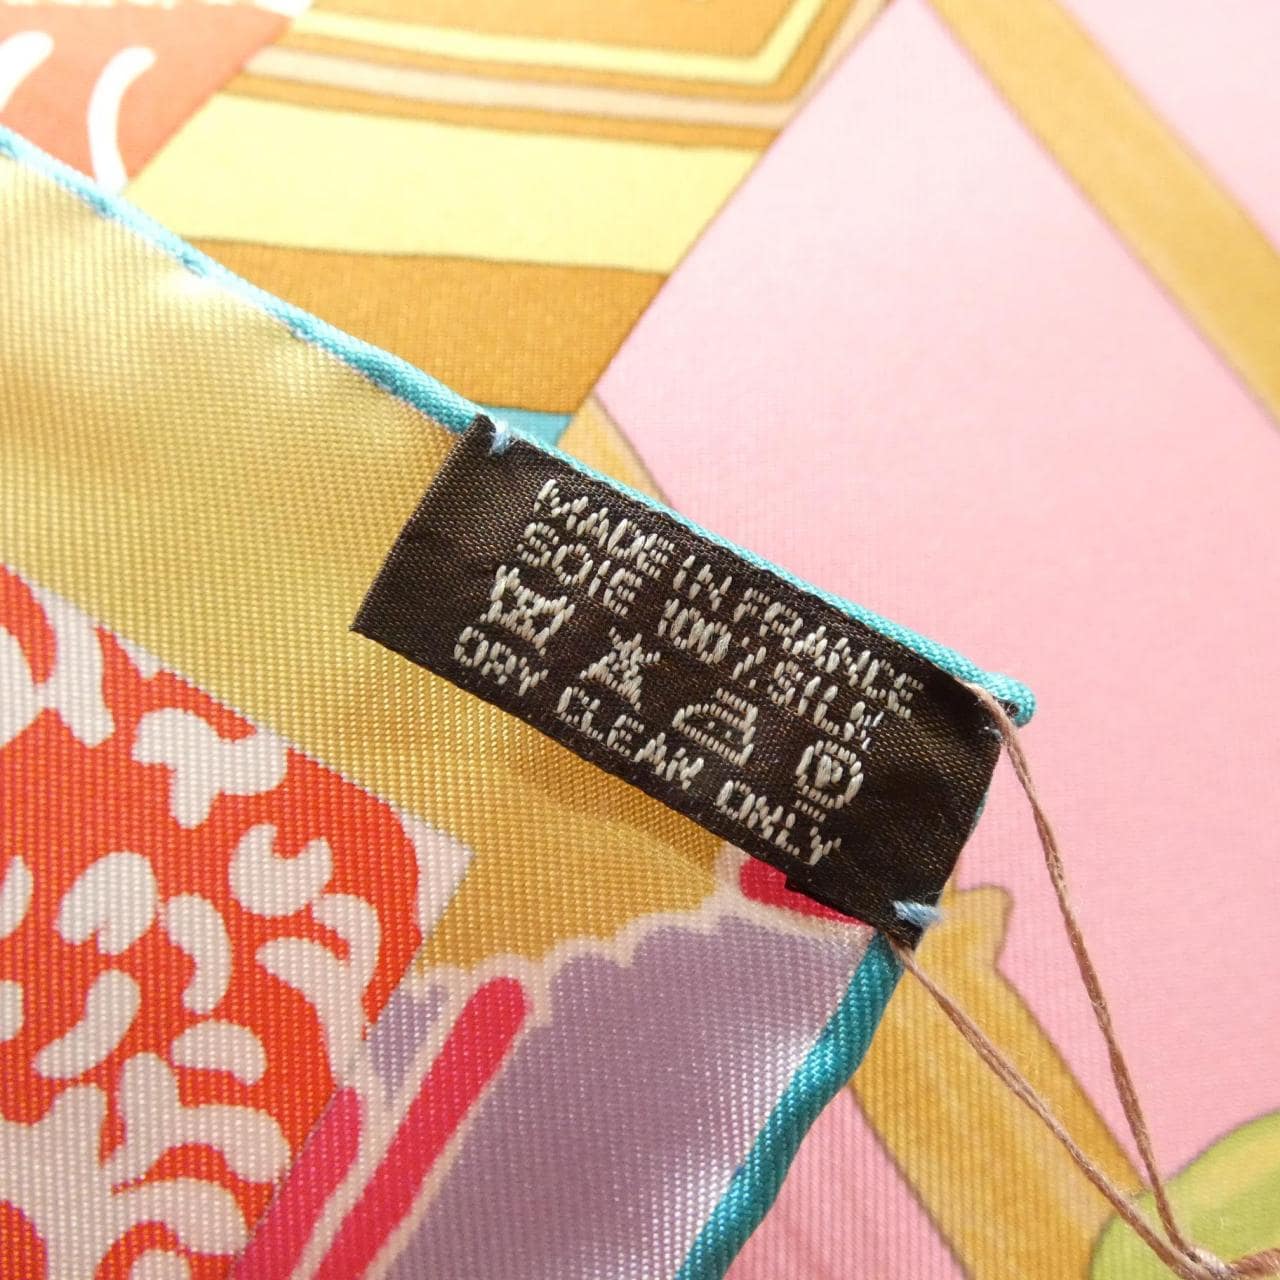 MADE IN FRANCE
SOIE 100% SILK
P
DRY CLEAN ONLY